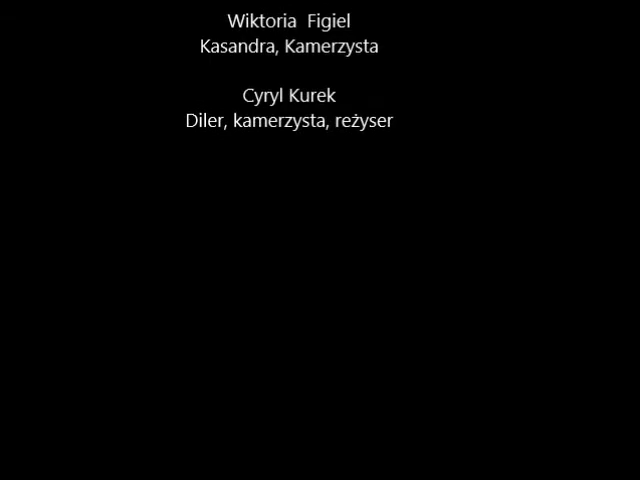 Wiktoria  Figiel
Kasandra, Kamerzysta
Cyryl Kurek
Diler, kamerzysta, reżyser